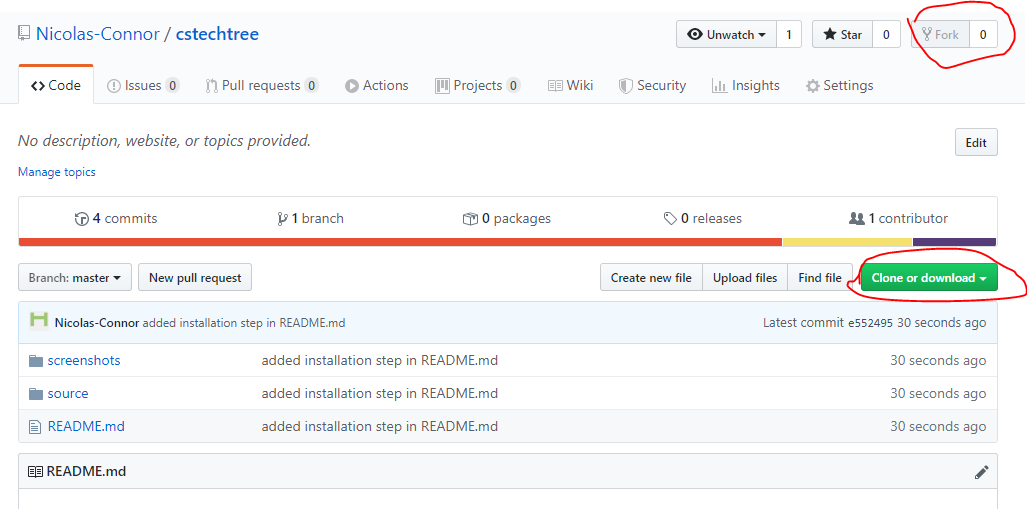 Nicolas-Connor / cstechtree Unwatch 1 Star 0 Fork 0
Code Issues 0 Pull requests 0 Actions Projects 0 Wiki Security Insights Settings
No description, website, or topics provided. Edit
Manage topics
4 commits 1 branch 0 packages 0 releases 1 contributor
Branch: master New pull request Create new file Upload files Find file Clone or download
Nicolas-Connor added installation step in README.md Latest commit e552495 30 seconds ago
screenshots added installation step in README.md 30 seconds ago
source added installation step in README.md 30 seconds ago
README.md added installation step in README.md 30 seconds ago
README.md